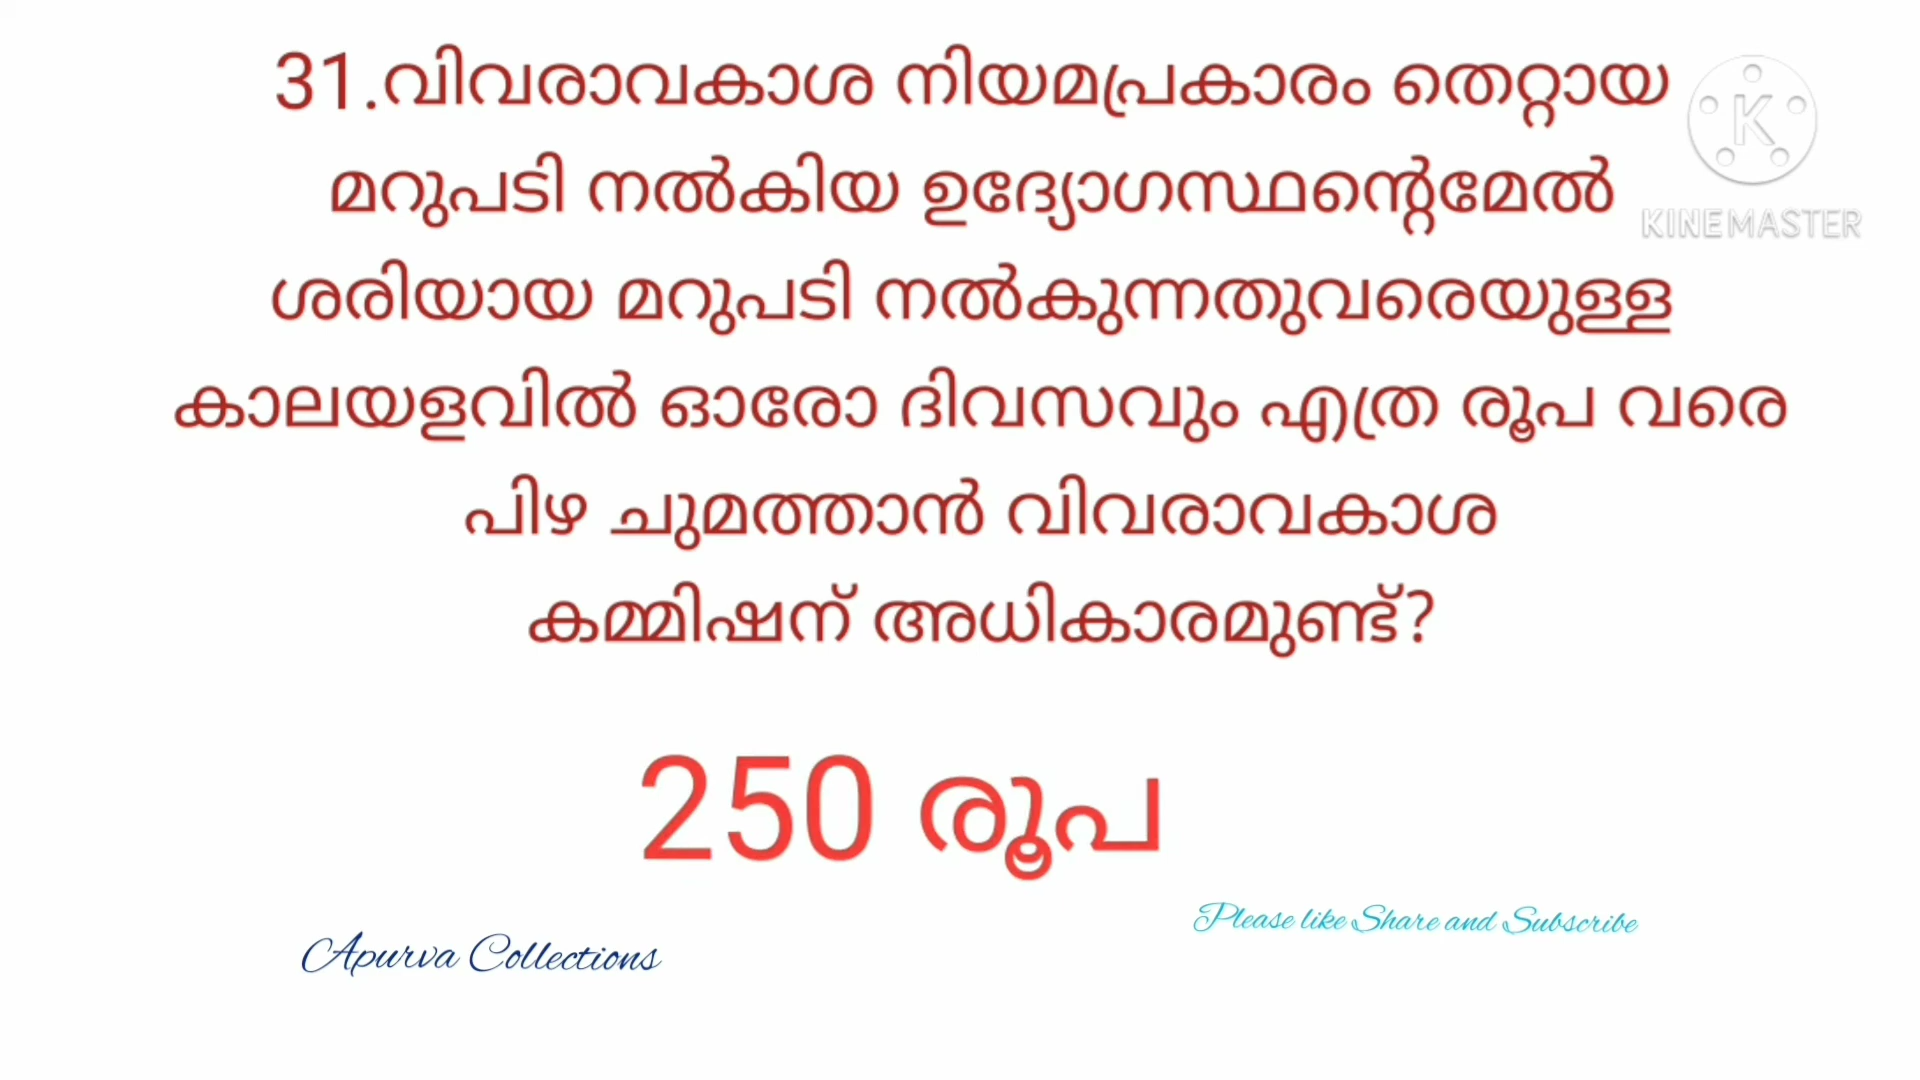 31.വിവരാവകാശ നിയമപ്രകാരം തെറ്റായ
മറുപടി നൽകിയ ഉദ്യോഗസ്ഥന്റെമേൽ
ശരിയായ മറുപടി നൽകുന്നതുവരെയുള്ള
കാലയളവിൽ ഓരോ ദിവസവും എത്ര രൂപ വരെ
പിഴ ചുമത്താൻ വിവരാവകാശ
കമ്മിഷന് അധികാരമുണ്ട്?
K
KINEMASTER
250 രൂപ
Please like Share and Subscribe
Apurva Collections